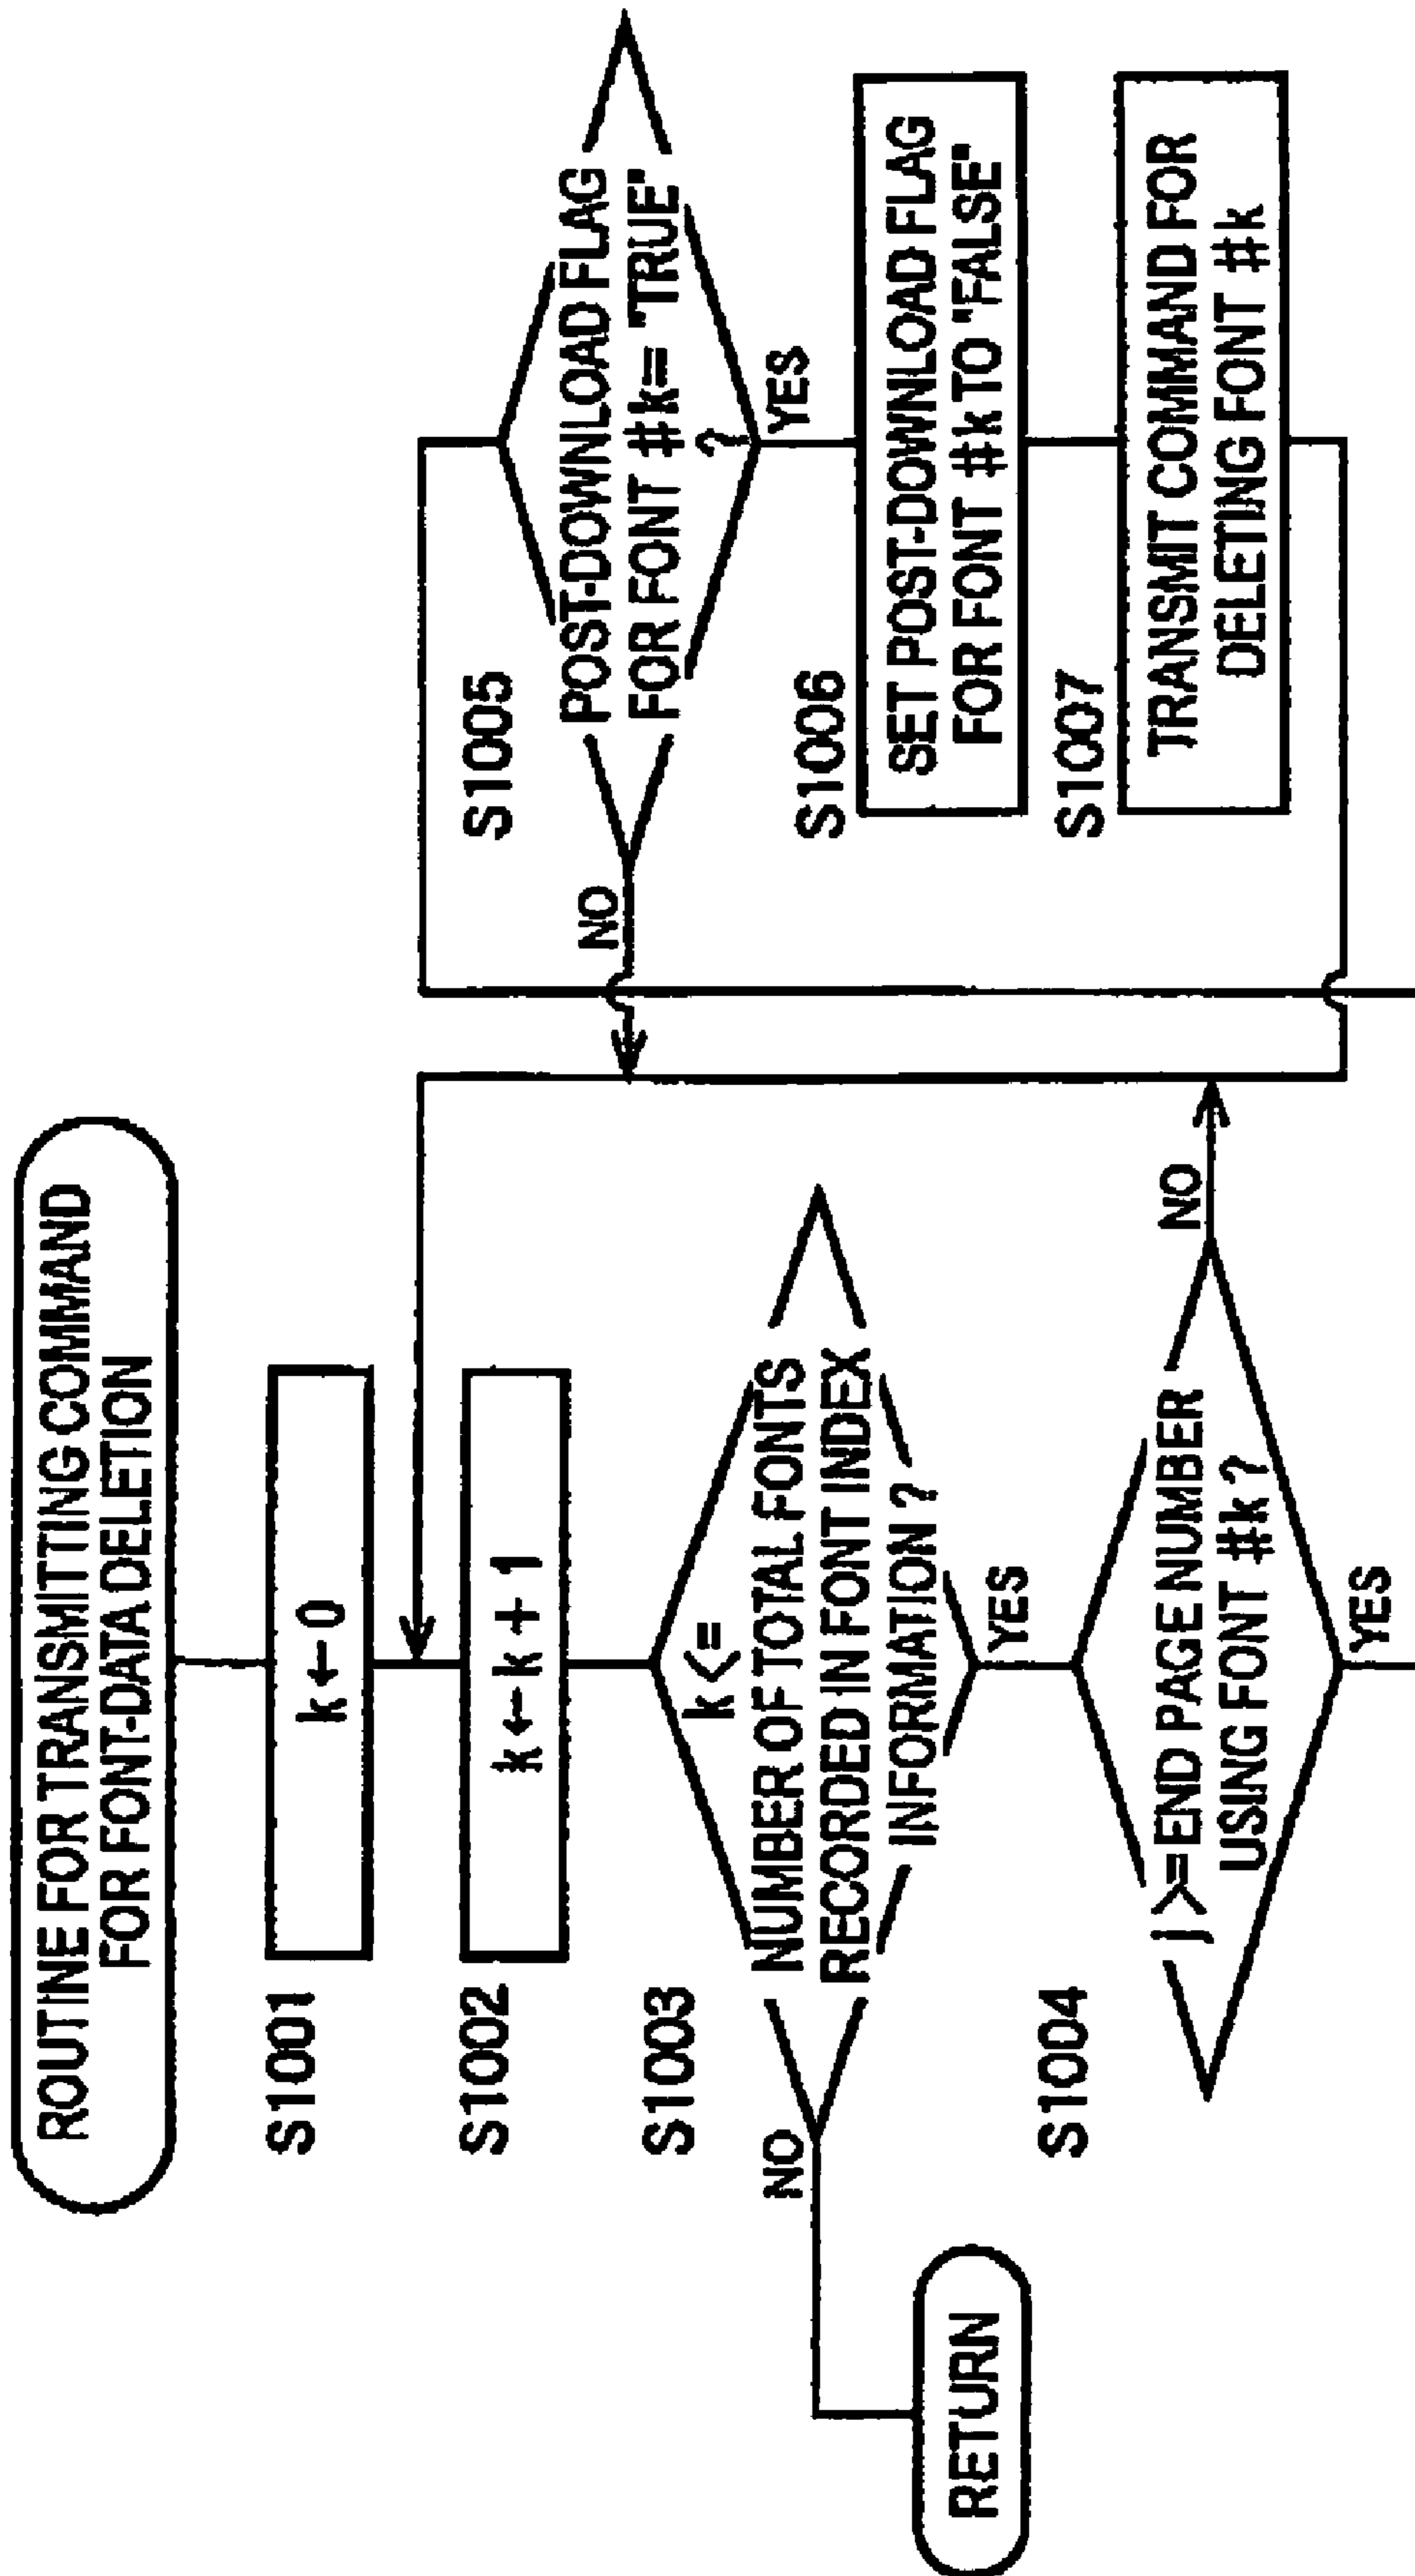 ROUTINE FOR TRANSMITTING COMMAND
FOR FONT-DATA DELETION
S1001
k←0
S1002
k←k+1
S1003
k<=
NUMBER OF TOTAL FONTS
RECORDED IN FONT INDEX
INFORMATION ?
NO
YES
RETURN
S1004
j>=END PAGE NUMBER
USING FONT #k ?
NO
YES
S1005
POST-DOWNLOAD FLAG
FOR FONT #k= "TRUE"
?
NO
YES
S1006
SET POST-DOWNLOAD FLAG
FOR FONT #k TO "FALSE"
S1007
TRANSMIT COMMAND FOR
DELETING FONT #k